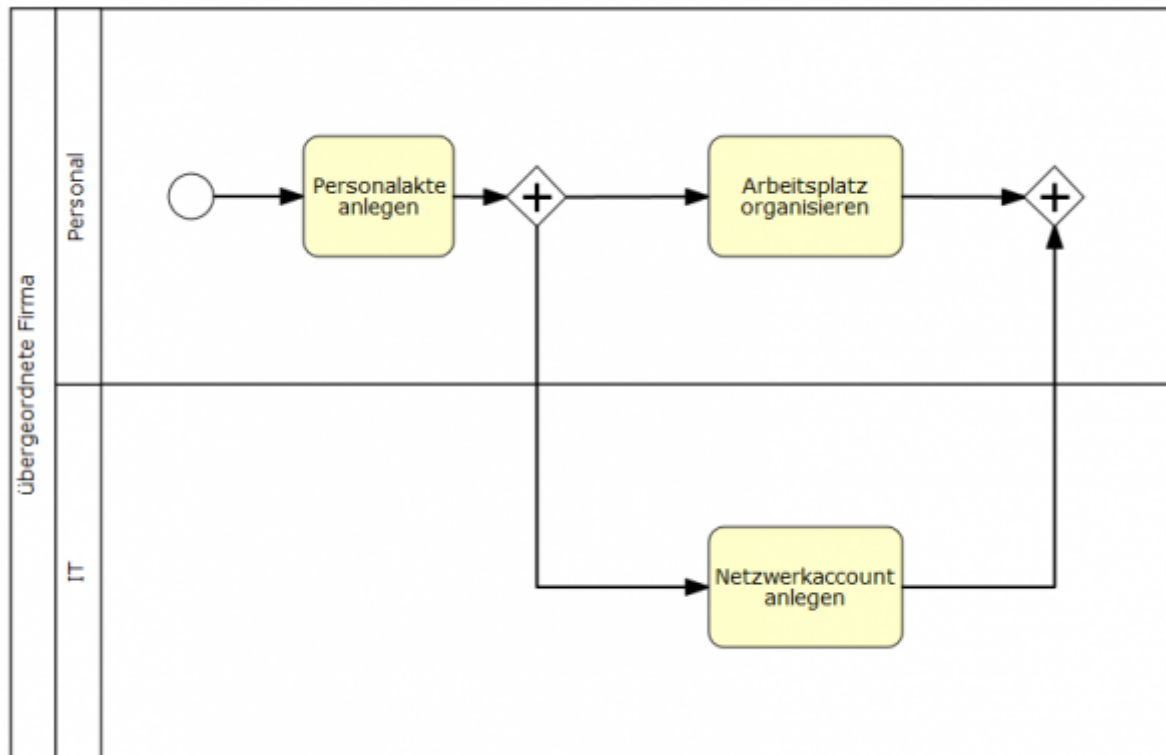 übergeordnete Firma
Personal
Personalakte
anlegen
Arbeitsplatz
organisieren
IT
Netzwerkaccount
anlegen